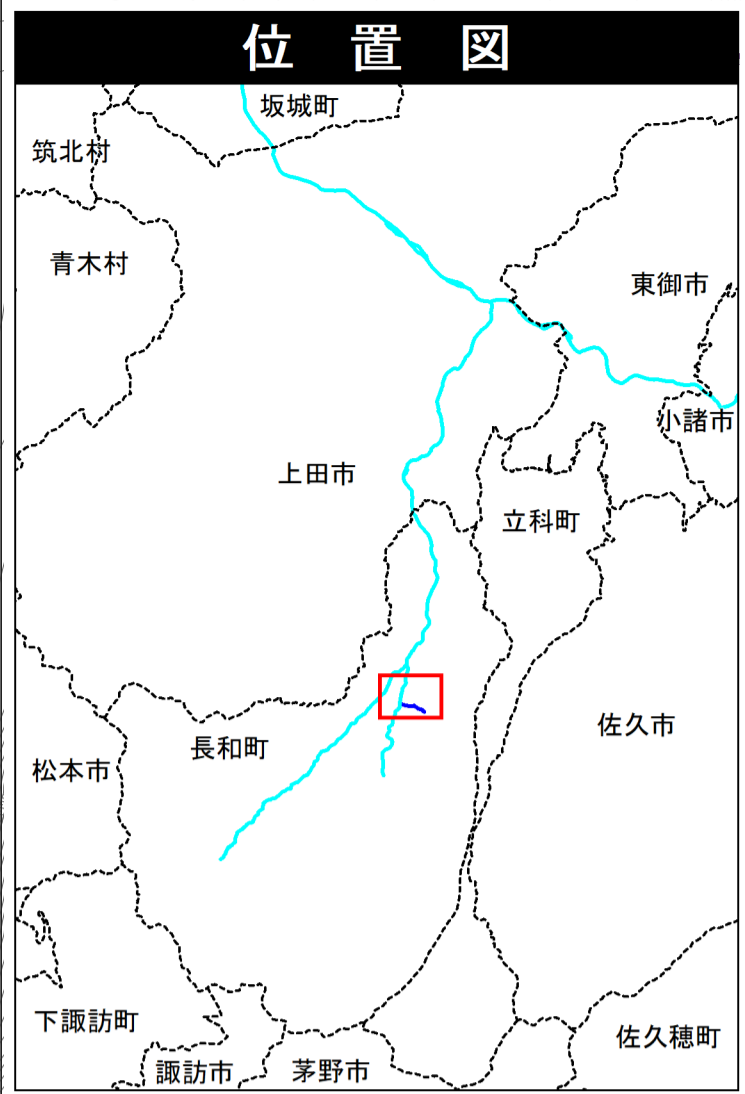 位置図
坂城町
筑北村
青木村
東御市
小諸市
上田市
立科町
佐久市
長和町
松本市
下諏訪町
佐久穂町
諏訪市
茅野市